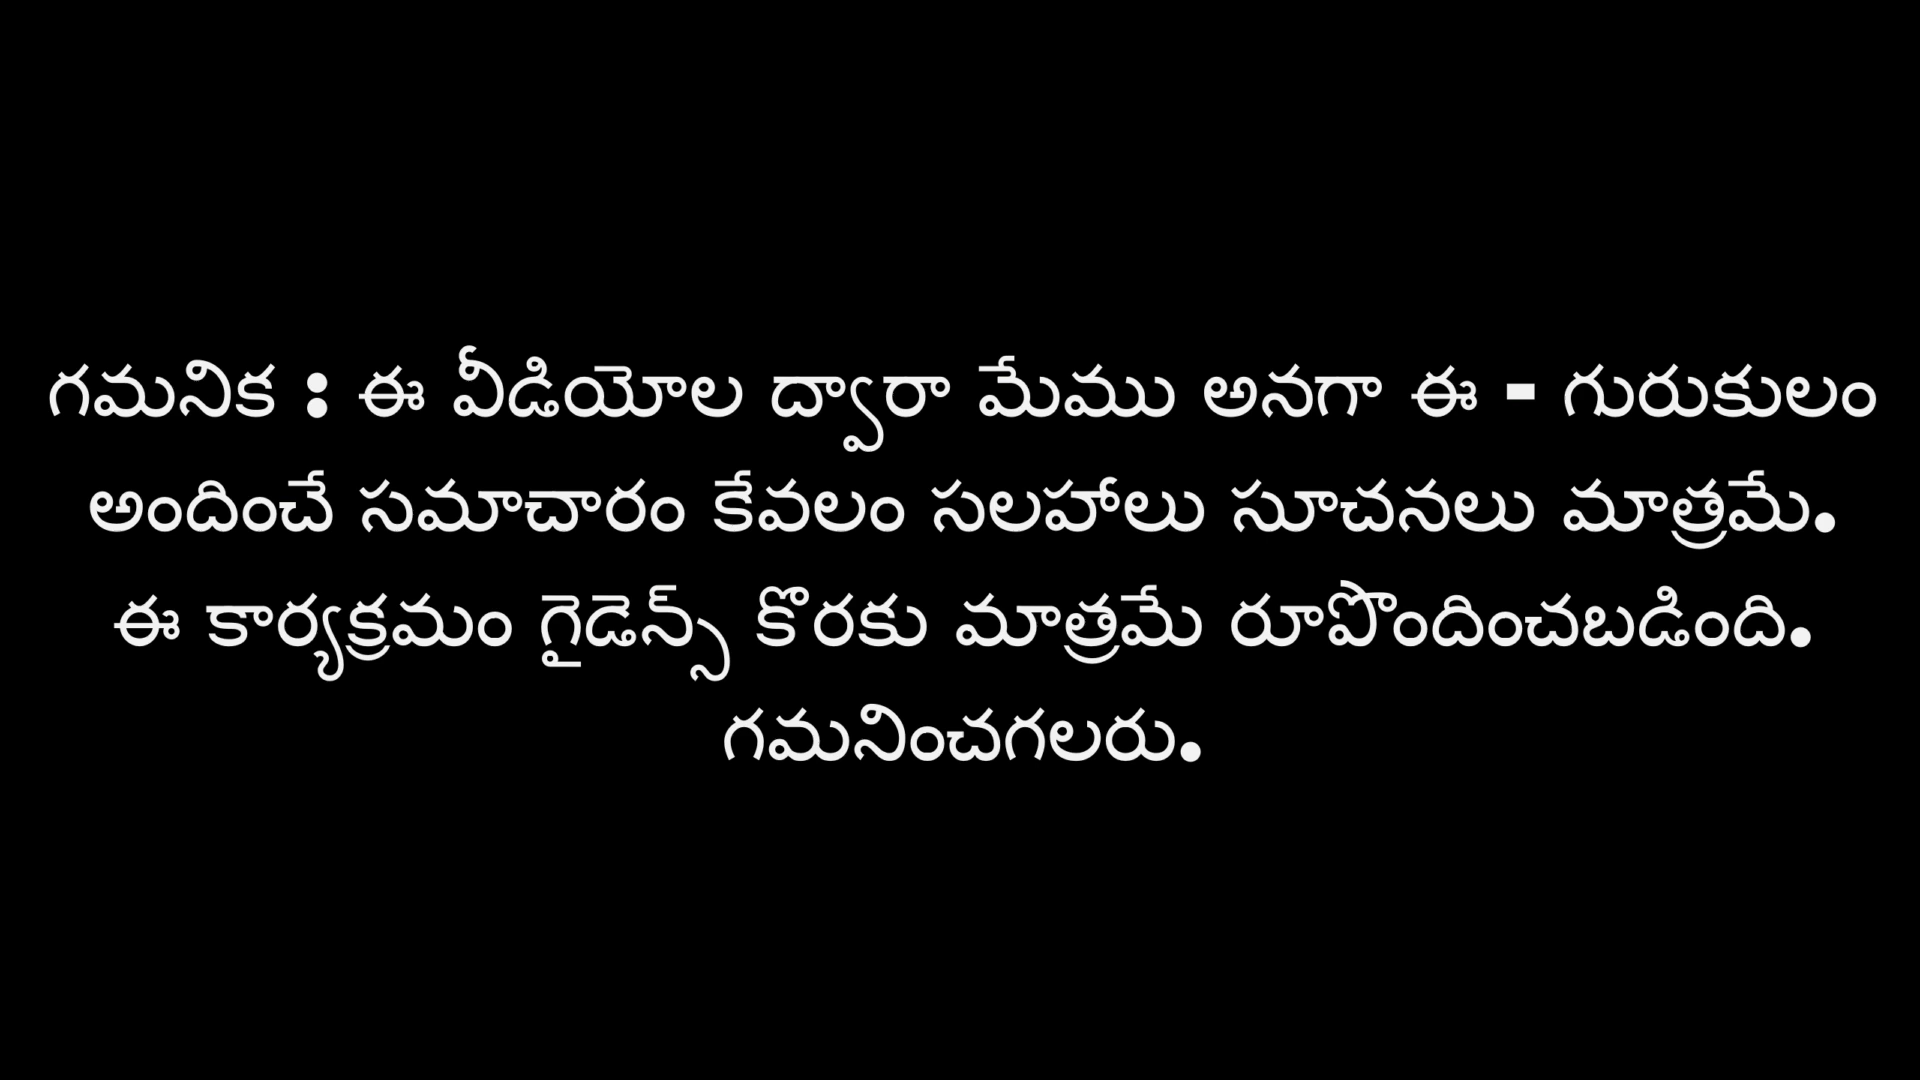 గమనిక : ఈ వీడియోల ద్వారా మేము అనగా ఈ - గురుకులం
అందించే సమాచారం కేవలం సలహాలు సూచనలు మాత్రమే.
ఈ కార్యక్రమం గైడెన్స్ కొరకు మాత్రమే రూపొందించబడింది.
గమనించగలరు.